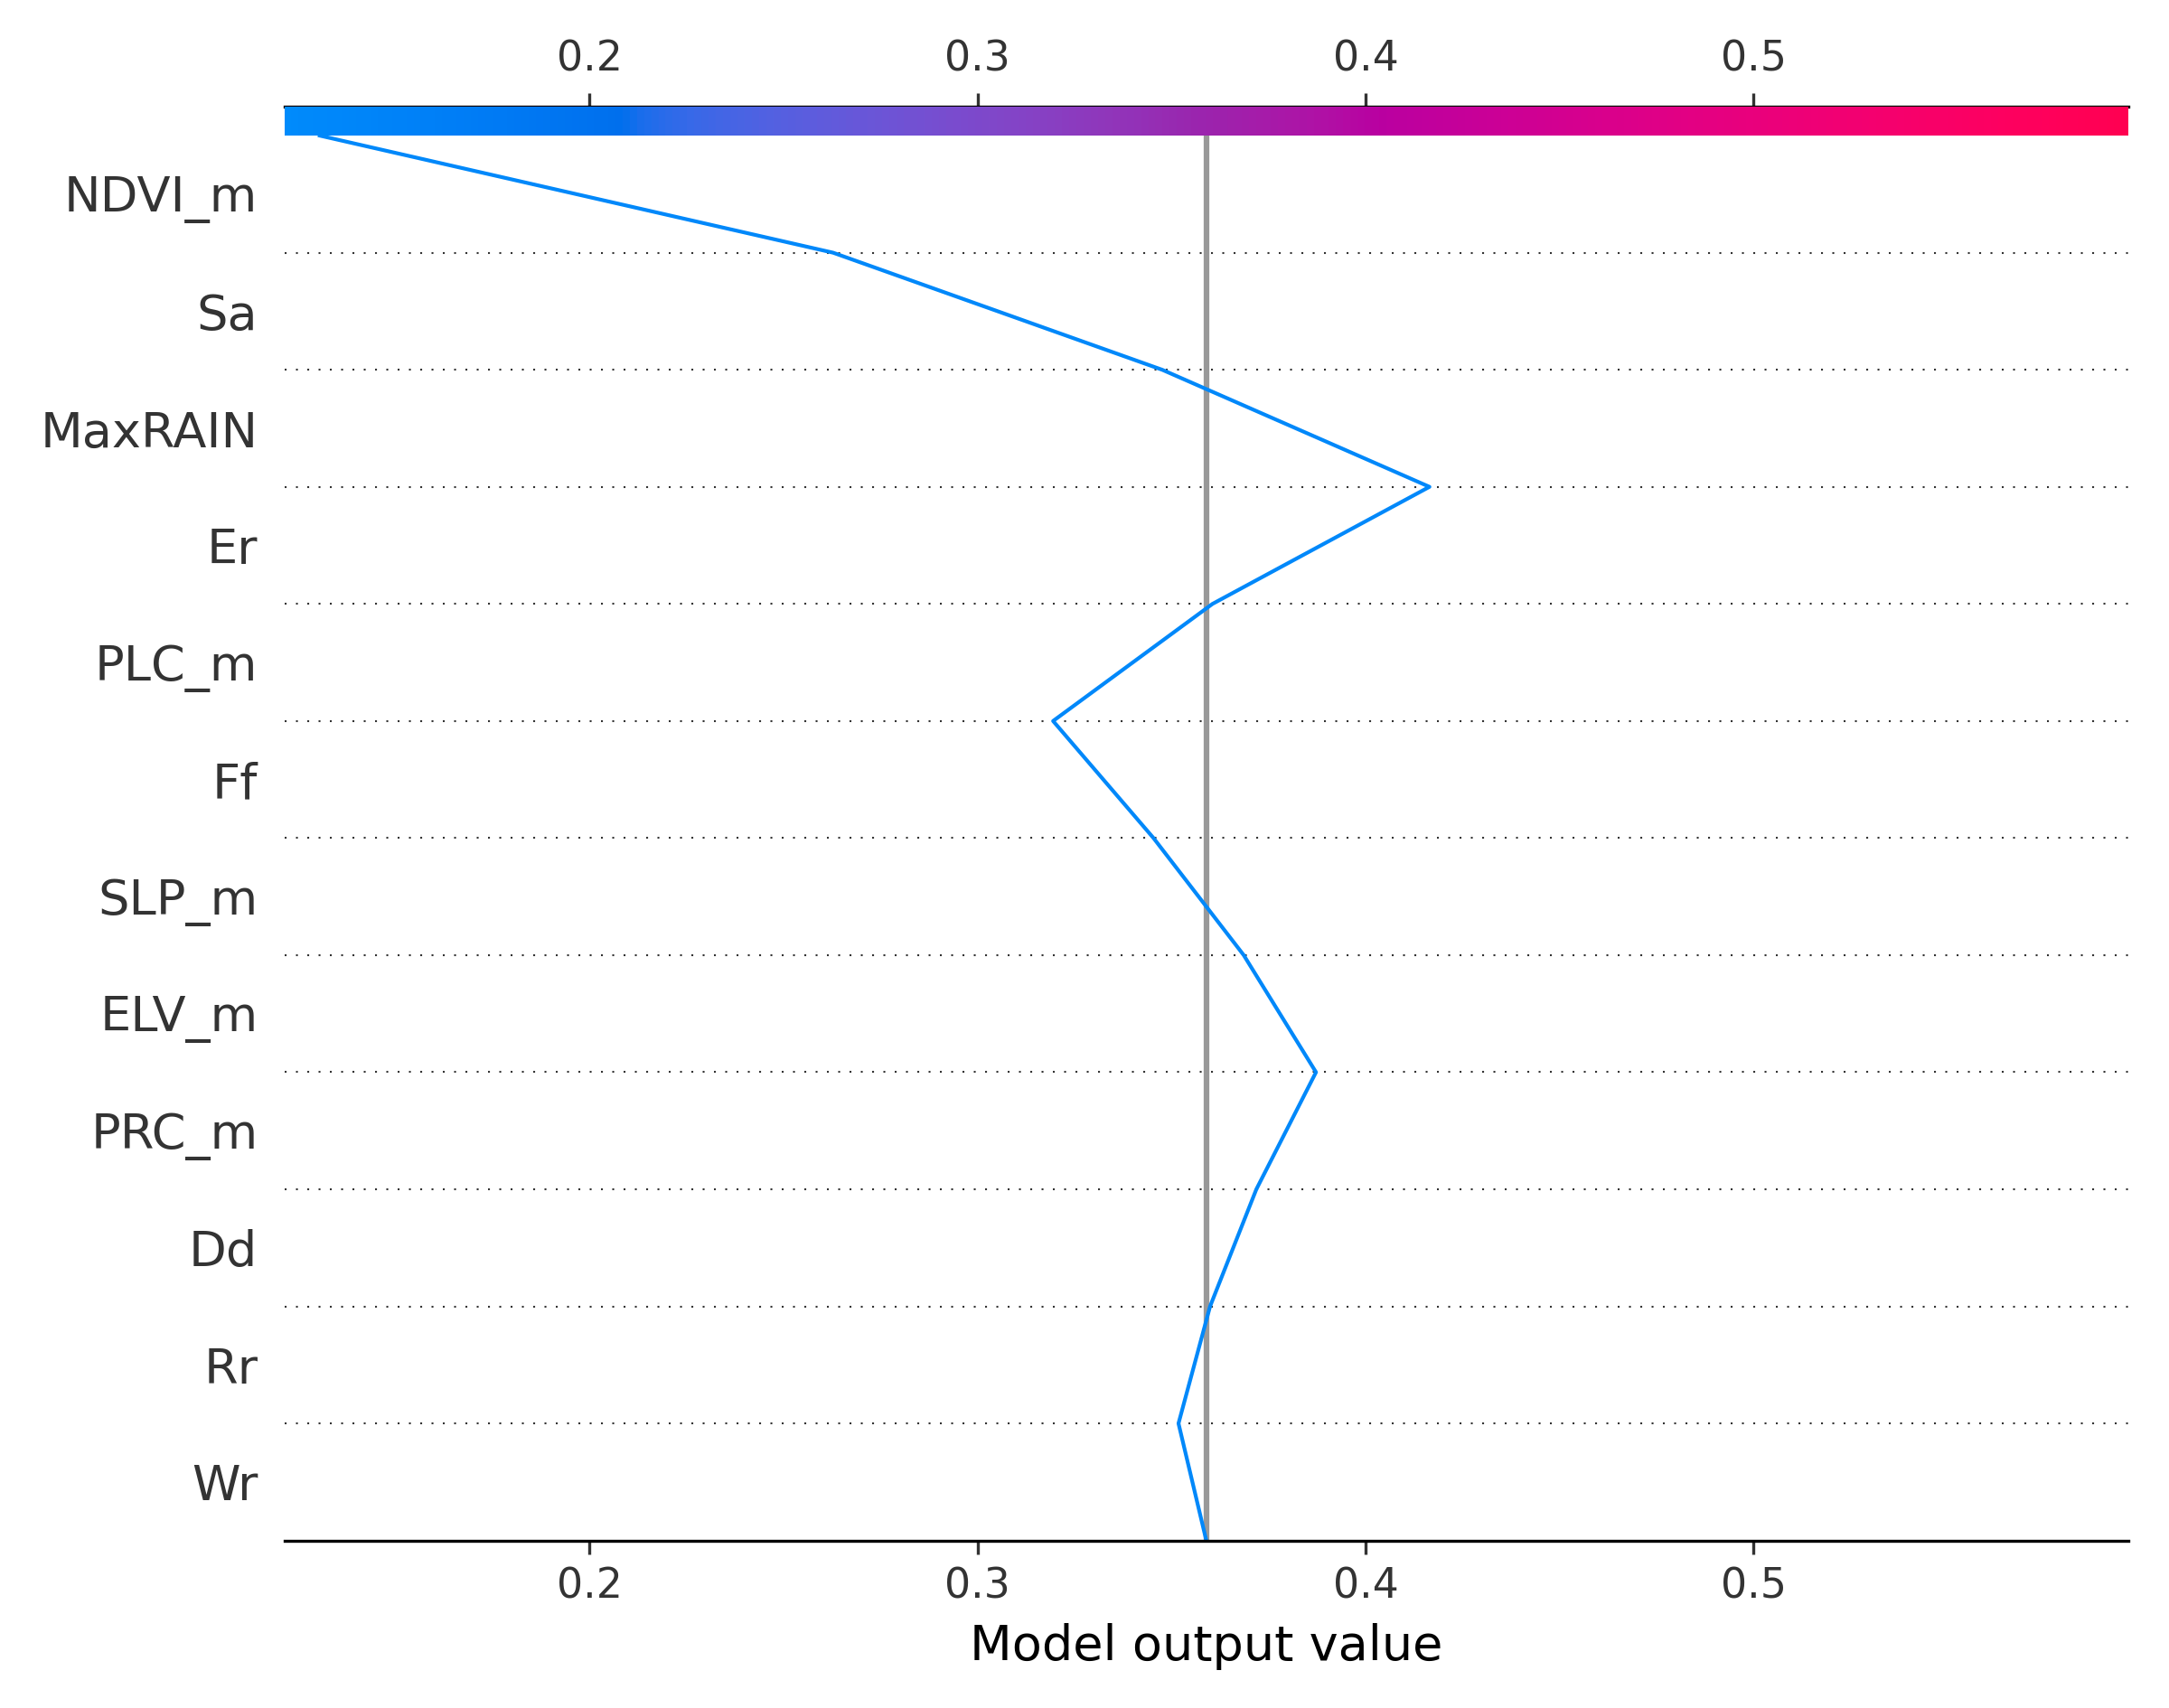 0.2 0.3 0.4 0.5
NDVI_m
Sa
MaxRAIN
Er
PLC_m
Ff
SLP_m
ELV_m
PRC_m
Dd
Rr
Wr
0.2 0.3 0.4 0.5
Model output value